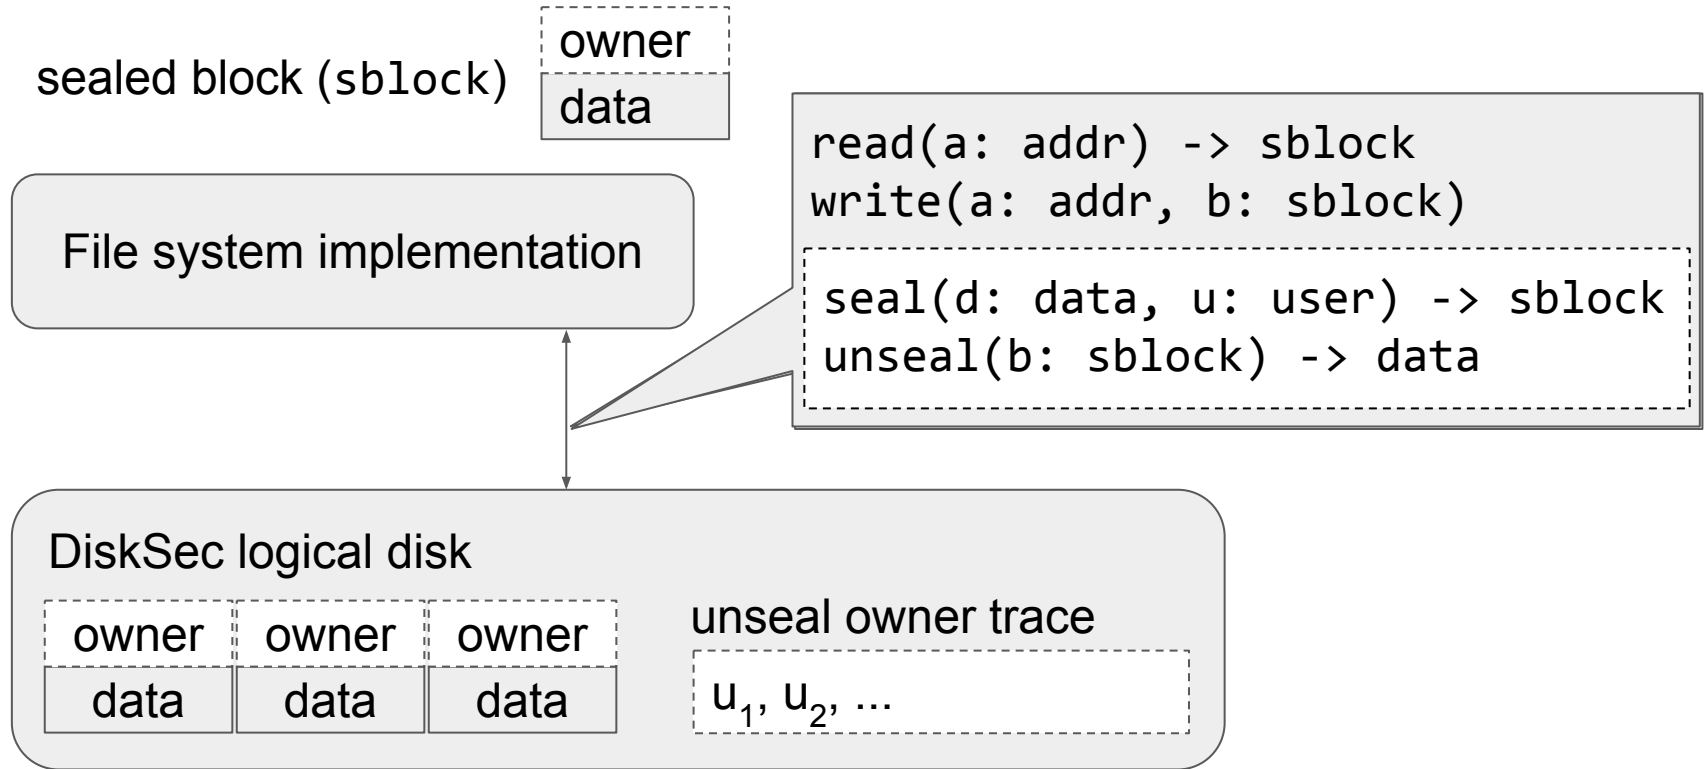 owner
sealed block (sblock)
data
read(a: addr) -> sblock
write(a: addr, b: sblock)
File system implementation
seal(d: data, u: user) -> sblock
unseal(b: sblock) -> data
DiskSec logical disk
owner owner owner
data data data
unseal owner trace
u₁, u₂, ...